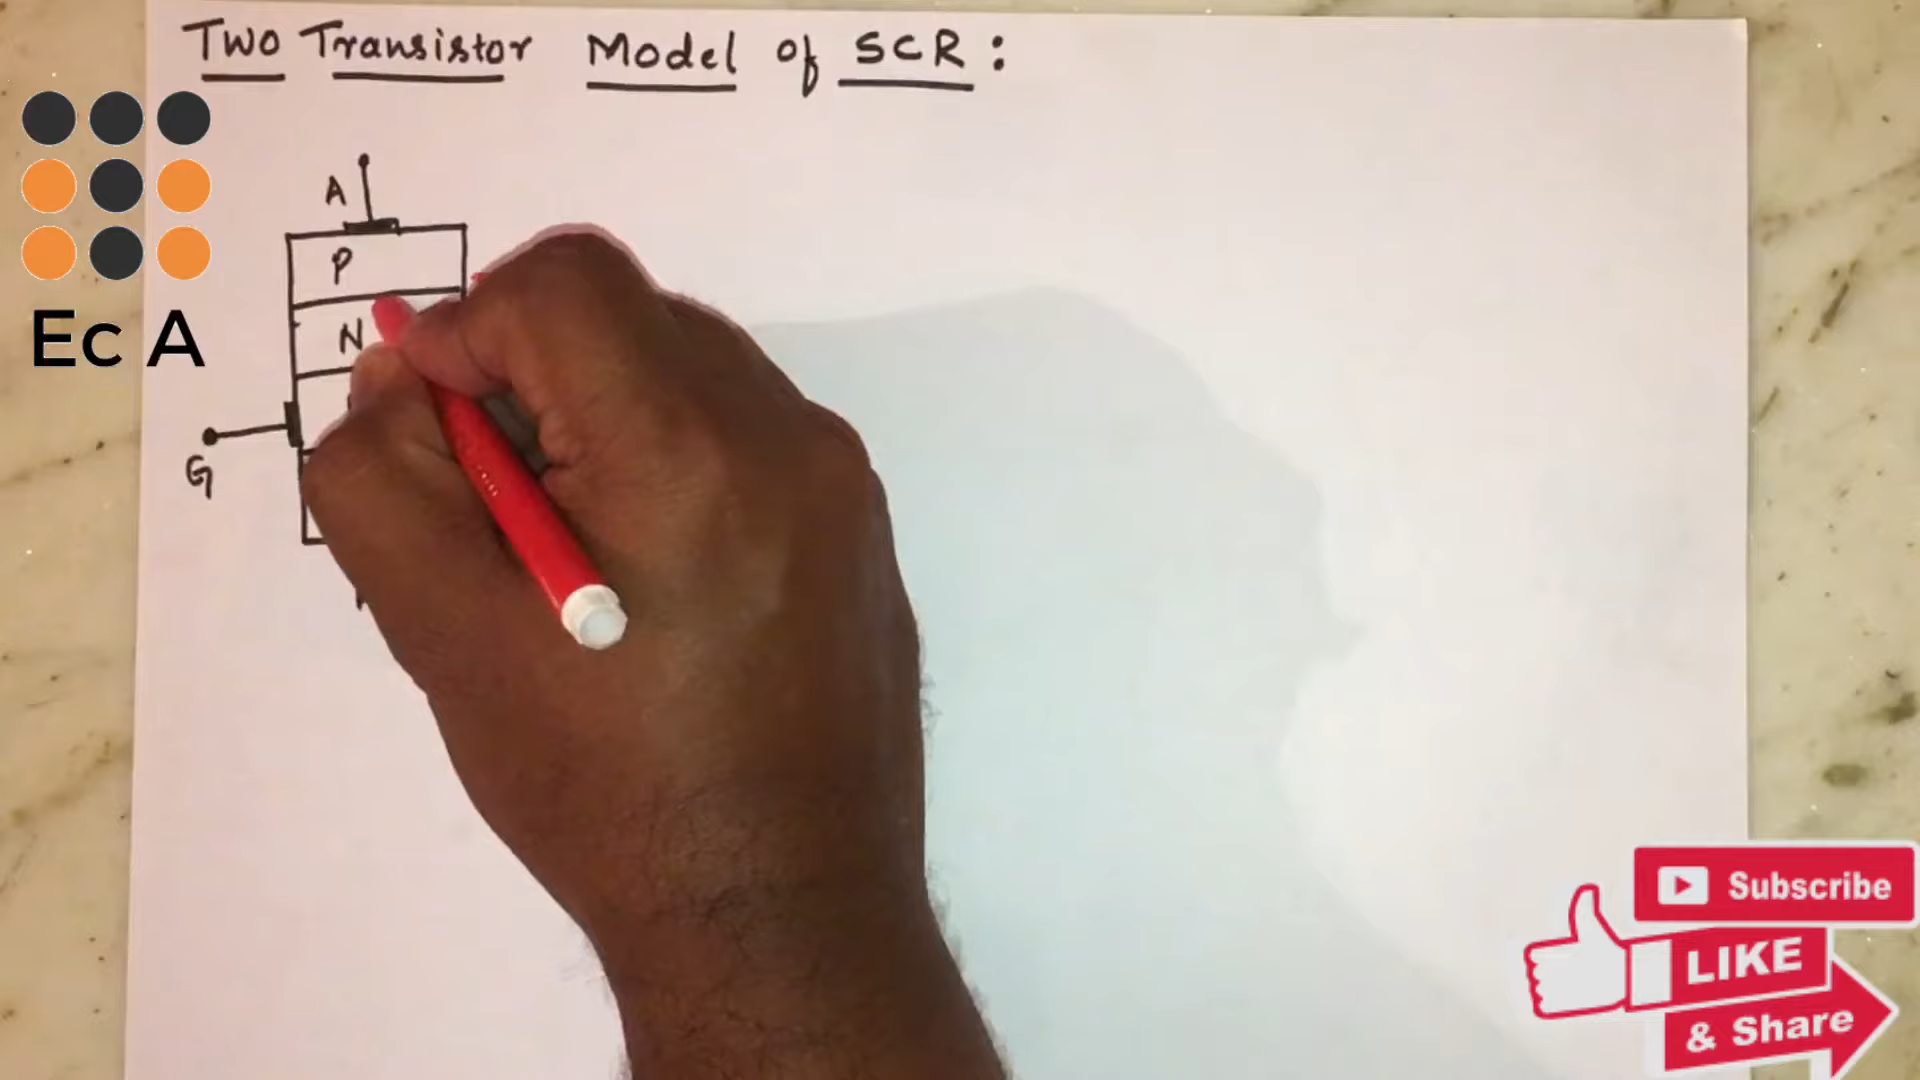 Two Transistor Model of SCR:
A
P
N
G
Ec A
Subscribe
LIKE
& Share